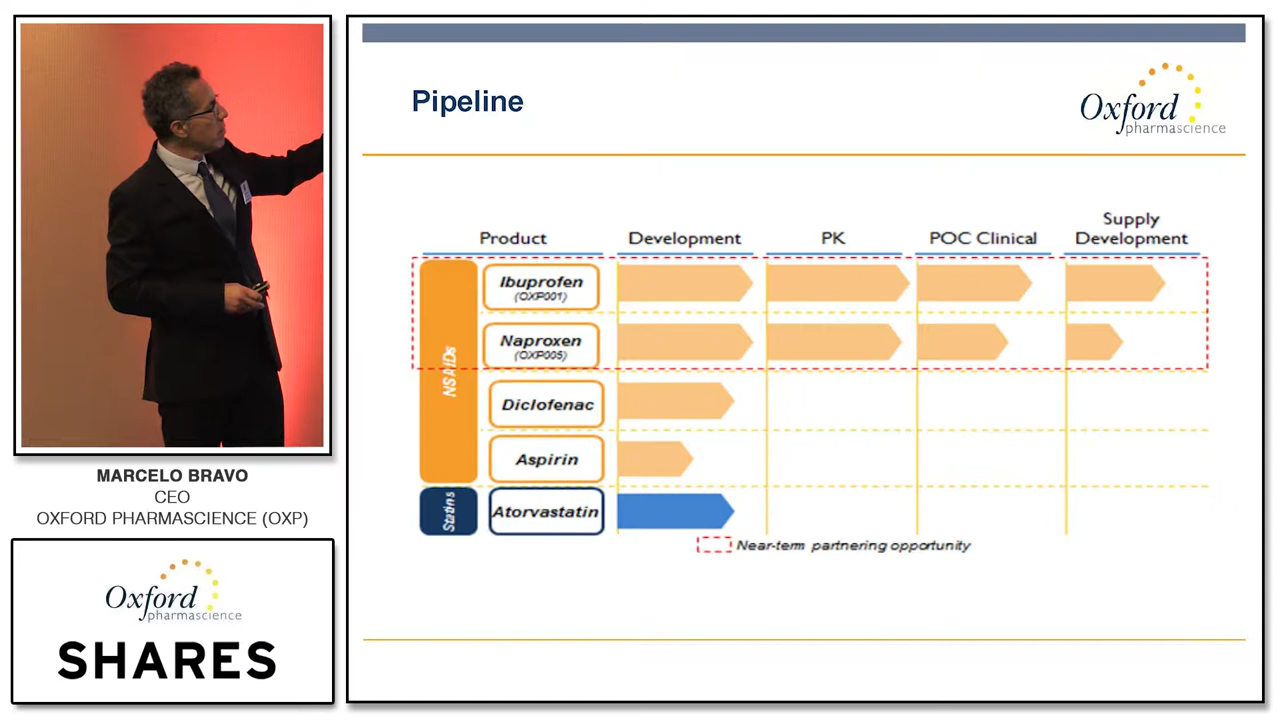 MARCELO BRAVO
CEO
OXFORD PHARMASCIENCE (OXP)
Oxford
pharmascience
SHARES
Pipeline
Oxford
pharmascience
Product
Development
PK
POC Clinical
Supply
Development
NSAIDs
Ibuprofen
(OXP001)
Naproxen
(OXP005)
Diclofenac
Aspirin
Statins
Atorvastatin
Near-term partnering opportunity